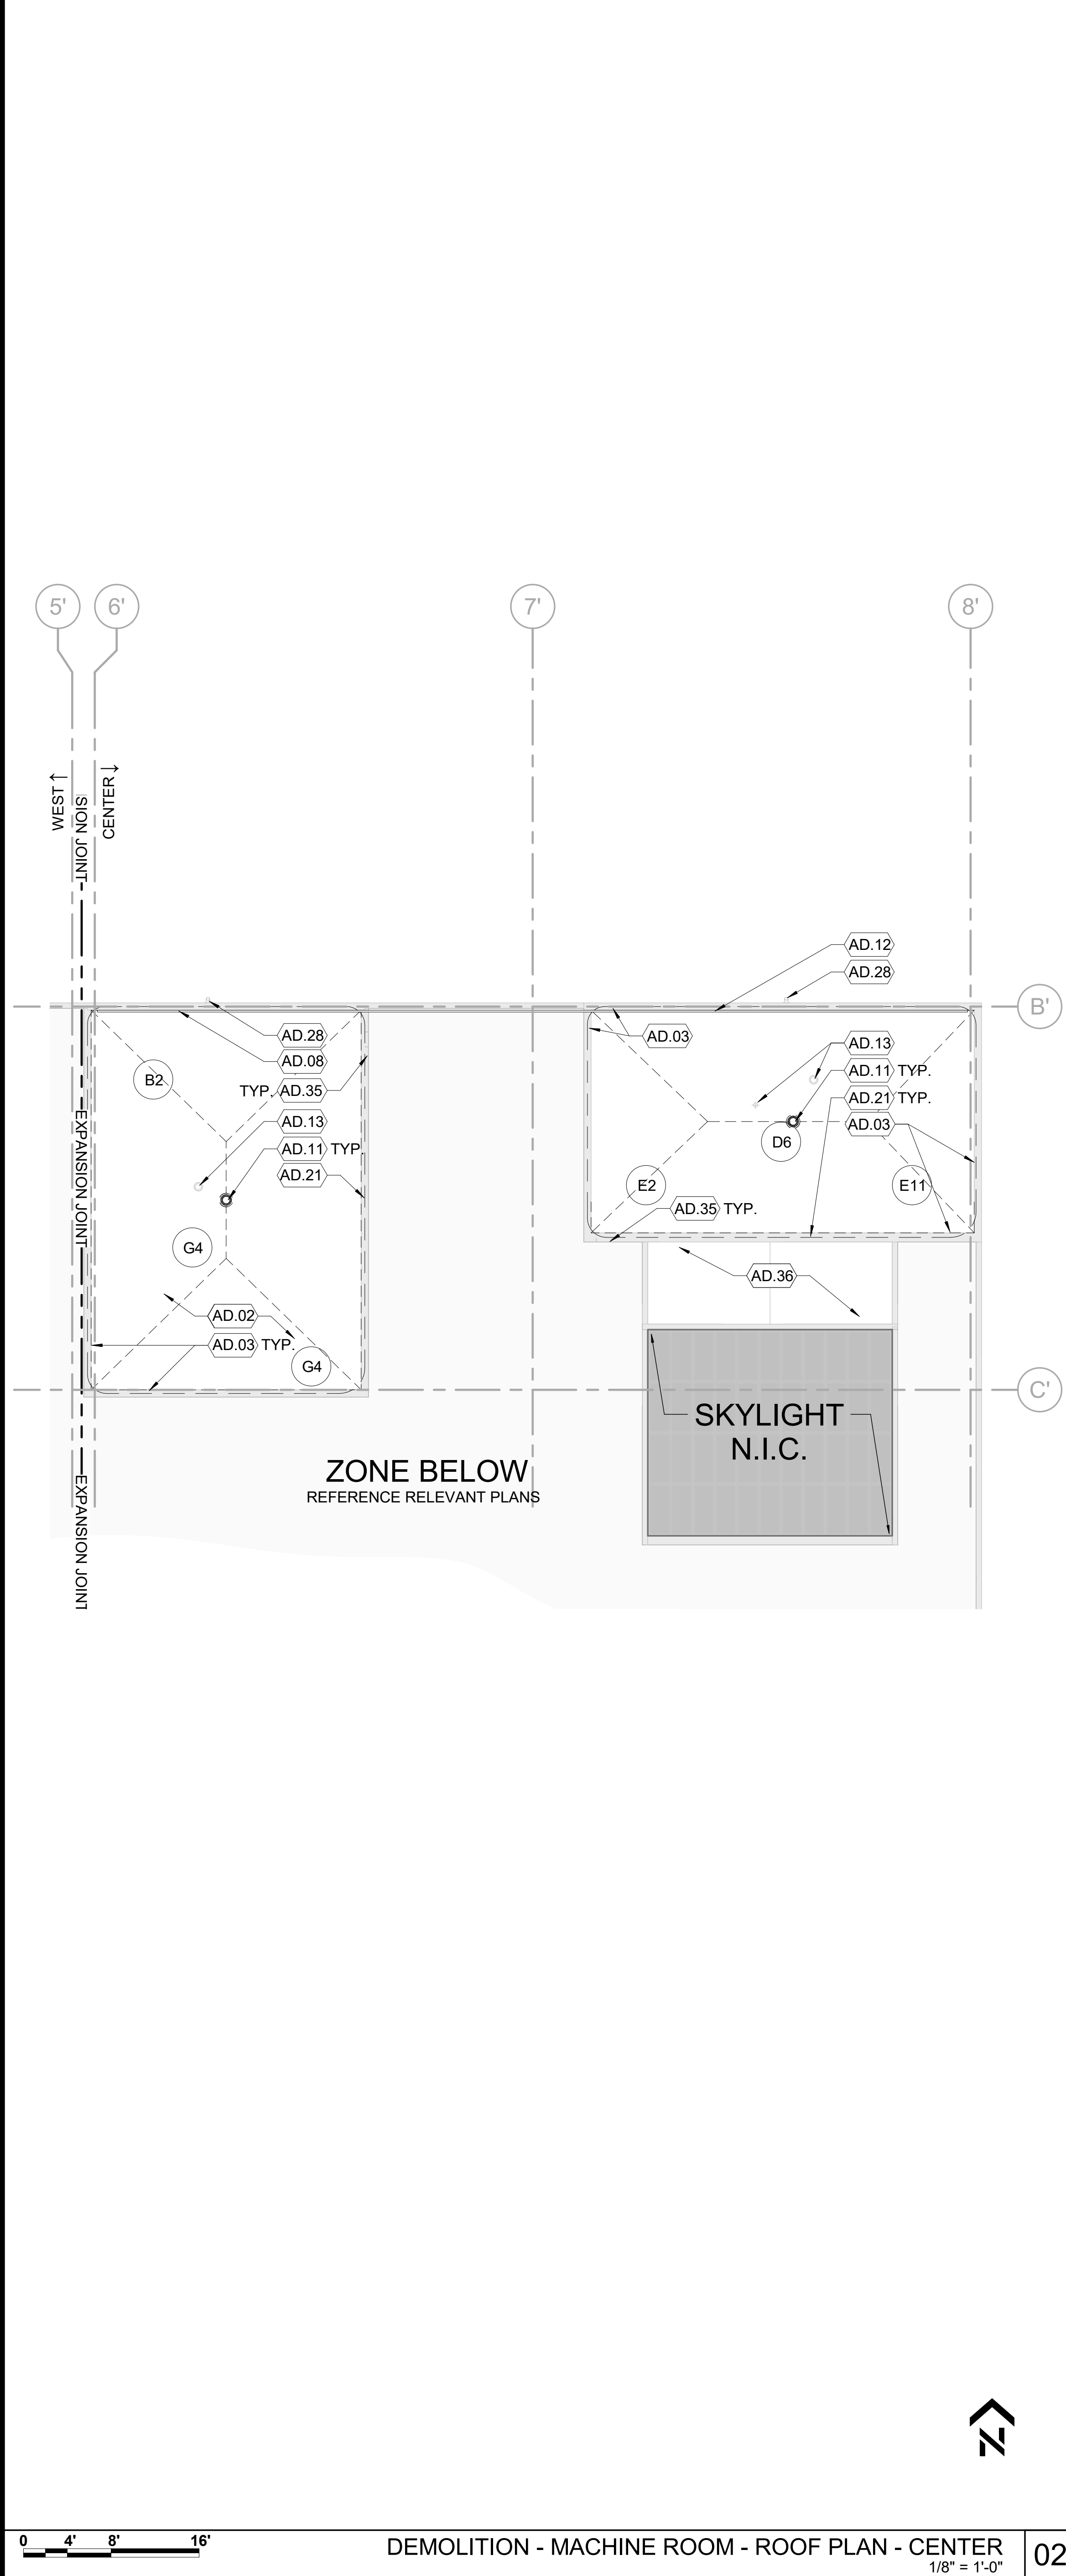 5'
6'
7'
8'
WEST
SION JOINT
CENTER
AD.12
AD.28
B'
AD.28
AD.03
AD.13
AD.08
B2
AD.11 TYP.
TYP. AD.35
AD.21 TYP.
AD.13
AD.03
D6
EXPANSION JOINT
AD.11 TYP.
AD.21
E2
E11
AD.35 TYP.
G4
AD.36
AD.02
AD.03 TYP.
G4
C'
SKYLIGHT
N.I.C.
ZONE BELOW
REFERENCE RELEVANT PLANS
EXPANSION JOINT
N
0 4' 8' 16'
DEMOLITION - MACHINE ROOM - ROOF PLAN - CENTER
02
1/8" = 1'-0"